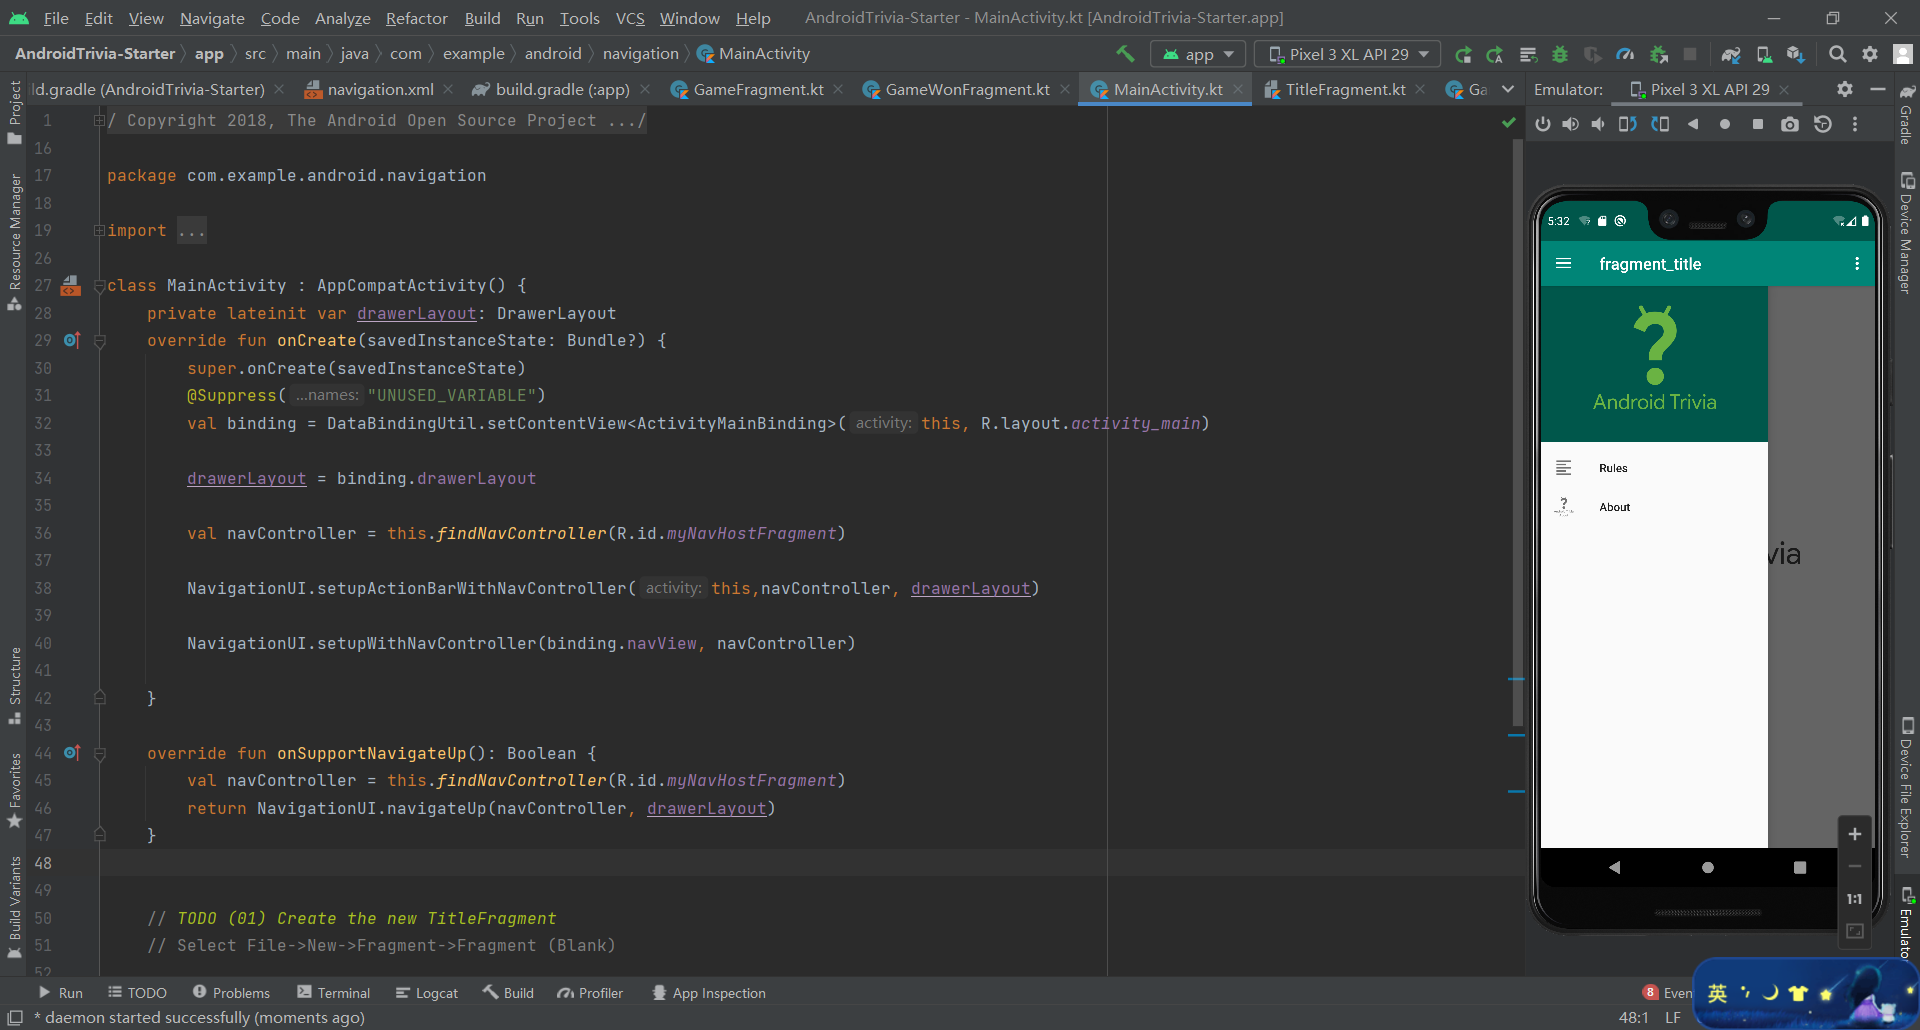 File Edit View Navigate Code Analyze Refactor Build Run Tools VCS Window Help AndroidTrivia-Starter - MainActivity.kt [AndroidTrivia-Starter.app]
AndroidTrivia-Starter app src main java com example android navigation MainActivity app Pixel 3 XL API 29
ld.gradle (AndroidTrivia-Starter) navigation.xml build.gradle (:app) GameFragment.kt GameWonFragment.kt MainActivity.kt TitleFragment.kt Ga Emulator: Pixel 3 XL API 29
Project
Resource Manager
Structure
Favorites
Build Variants
1 / Copyright 2018, The Android Open Source Project .../
16
17 package com.example.android.navigation
18
19 import ...
26
27 class MainActivity : AppCompatActivity() {
28 private lateinit var drawerLayout: DrawerLayout
29 override fun onCreate(savedInstanceState: Bundle?) {
30 super.onCreate(savedInstanceState)
31 @Suppress( ...names: "UNUSED_VARIABLE")
32 val binding = DataBindingUtil.setContentView<ActivityMainBinding>( activity: this, R.layout.activity_main)
33
34 drawerLayout = binding.drawerLayout
35
36 val navController = this.findNavController(R.id.myNavHostFragment)
37
38 NavigationUI.setupActionBarWithNavController( activity: this,navController, drawerLayout)
39
40 NavigationUI.setupWithNavController(binding.navView, navController)
41
42 }
43
44 override fun onSupportNavigateUp(): Boolean {
45 val navController = this.findNavController(R.id.myNavHostFragment)
46 return NavigationUI.navigateUp(navController, drawerLayout)
47 }
48
49
50 // TODO (01) Create the new TitleFragment
51 // Select File->New->Fragment->Fragment (Blank)
52
5:32
fragment_title
Android Trivia
Rules
About
via
1:1
Gradle
Device Manager
Device File Explorer
Emulator
Run TODO Problems Terminal Logcat Build Profiler App Inspection 8 Even
英
* daemon started successfully (moments ago) 48:1 LF